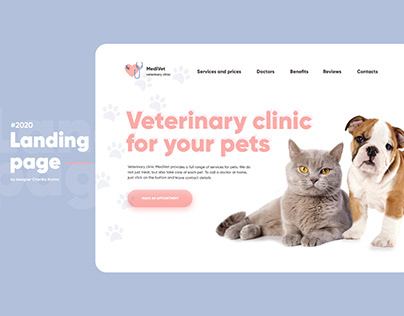 #2020
Landing
page
by designer
MediVet
veterinary clinic
Services and prices
Doctors
Benefits
Reviews
Contacts
Veterinary clinic
for your pets
Veterinary clinic MediVet provides a full range of services for pets. We do
not just treat, but also take care of each pet. To call a doctor at home,
just click on the button and leave contact details
MAKE AN APPOINTMENT